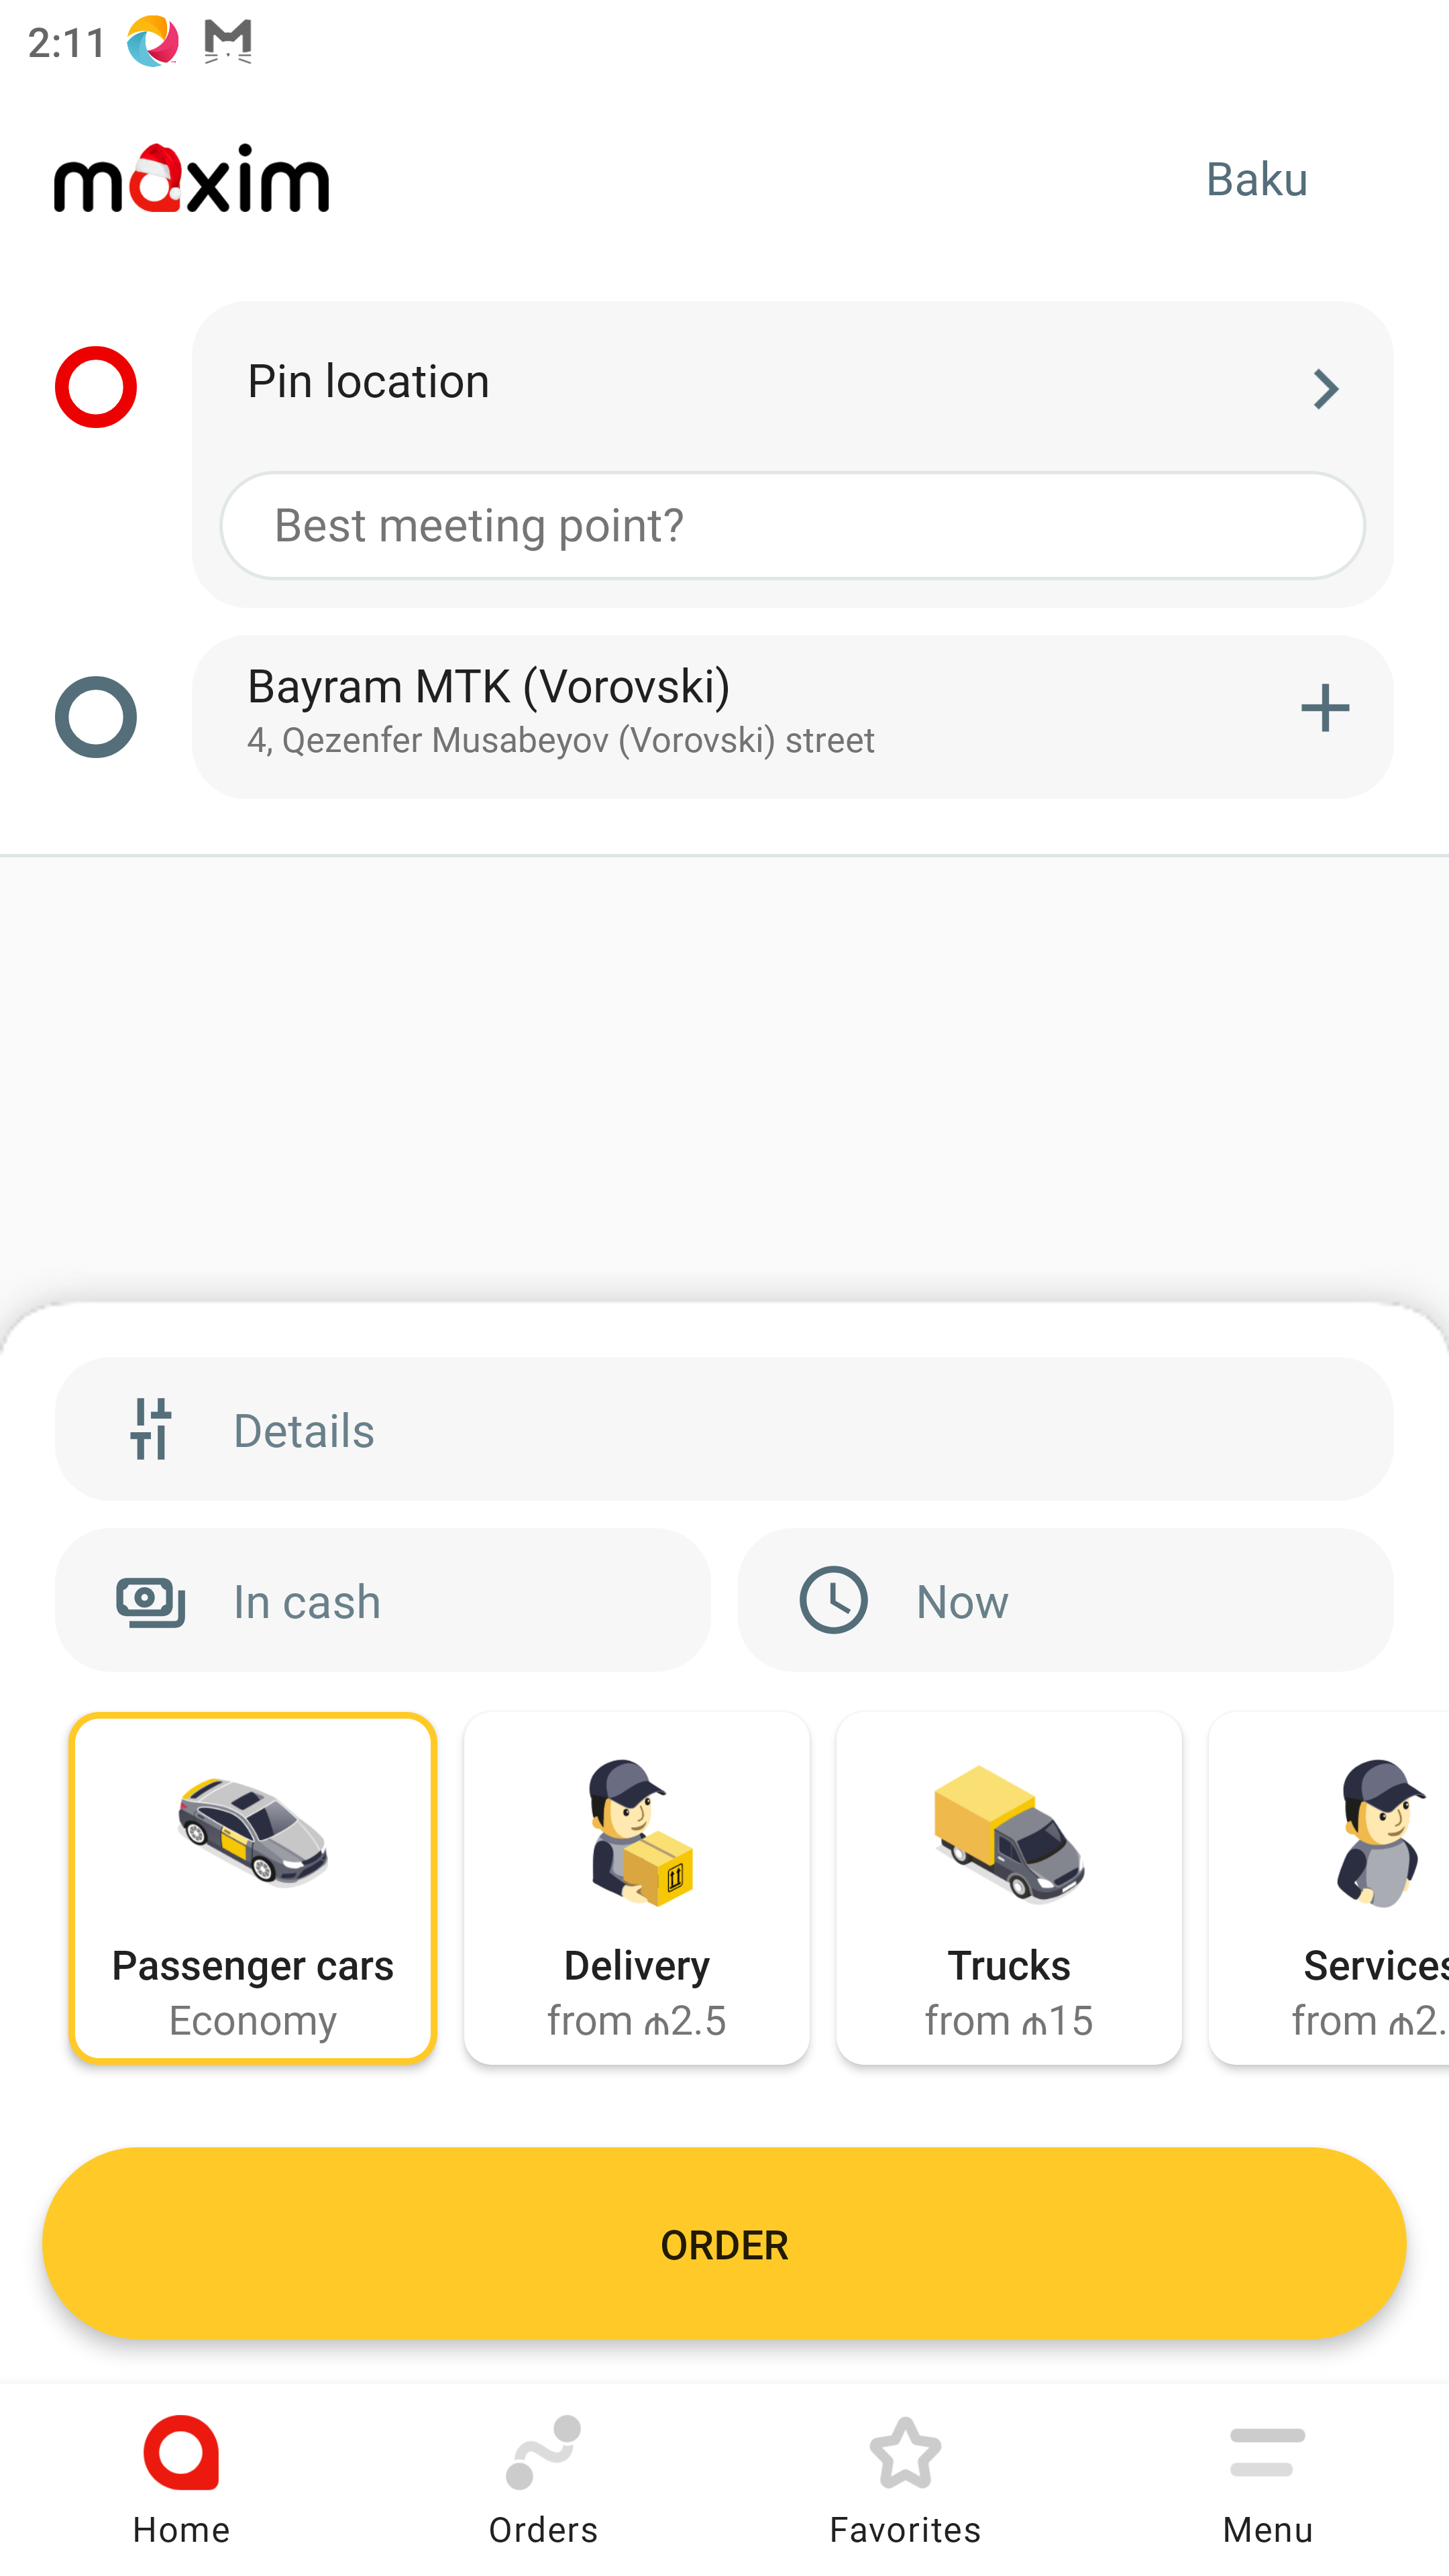 2:11
maxim
Baku
Pin location
Best meeting point?
Bayram MTK (Vorovski)
4, Qezenfer Musabeyov (Vorovski) street
Details
In cash
Now
Passenger cars
Economy
Delivery
from ₼2.5
Trucks
from ₼15
Services
from ₼2.
ORDER
Home
Orders
Favorites
Menu